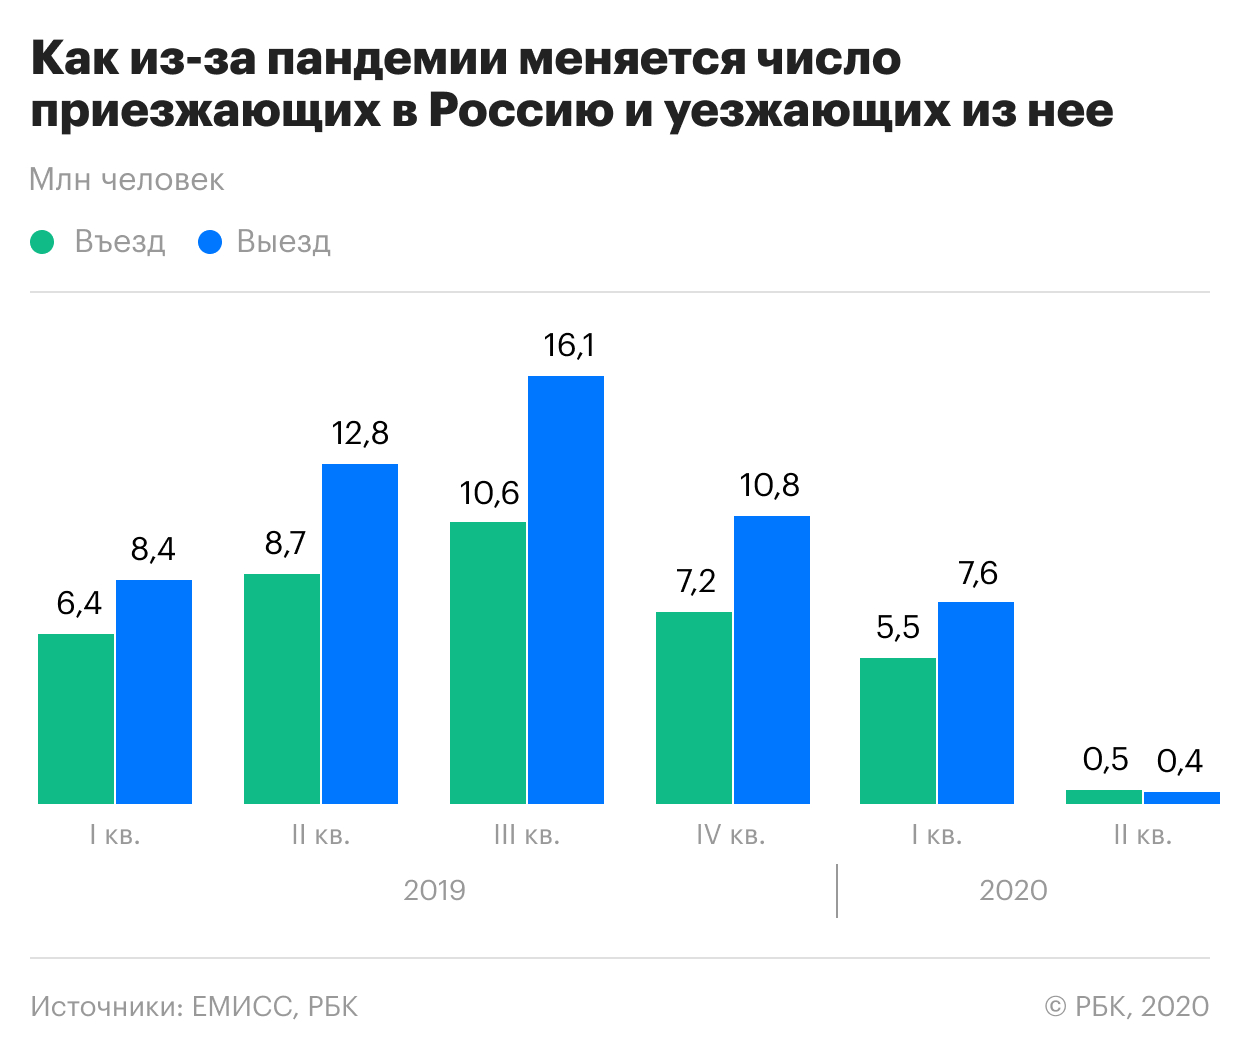 Как из-за пандемии меняется число
приезжающих в Россию и уезжающих из нее
Млн человек
Въезд Выезд
6,4 8,4 8,7 12,8 10,6 16,1 7,2 10,8 5,5 7,6 0,5 0,4
I кв. II кв. III кв. IV кв. I кв. II кв.
2019 2020
Источники: ЕМИСС, РБК © РБК, 2020